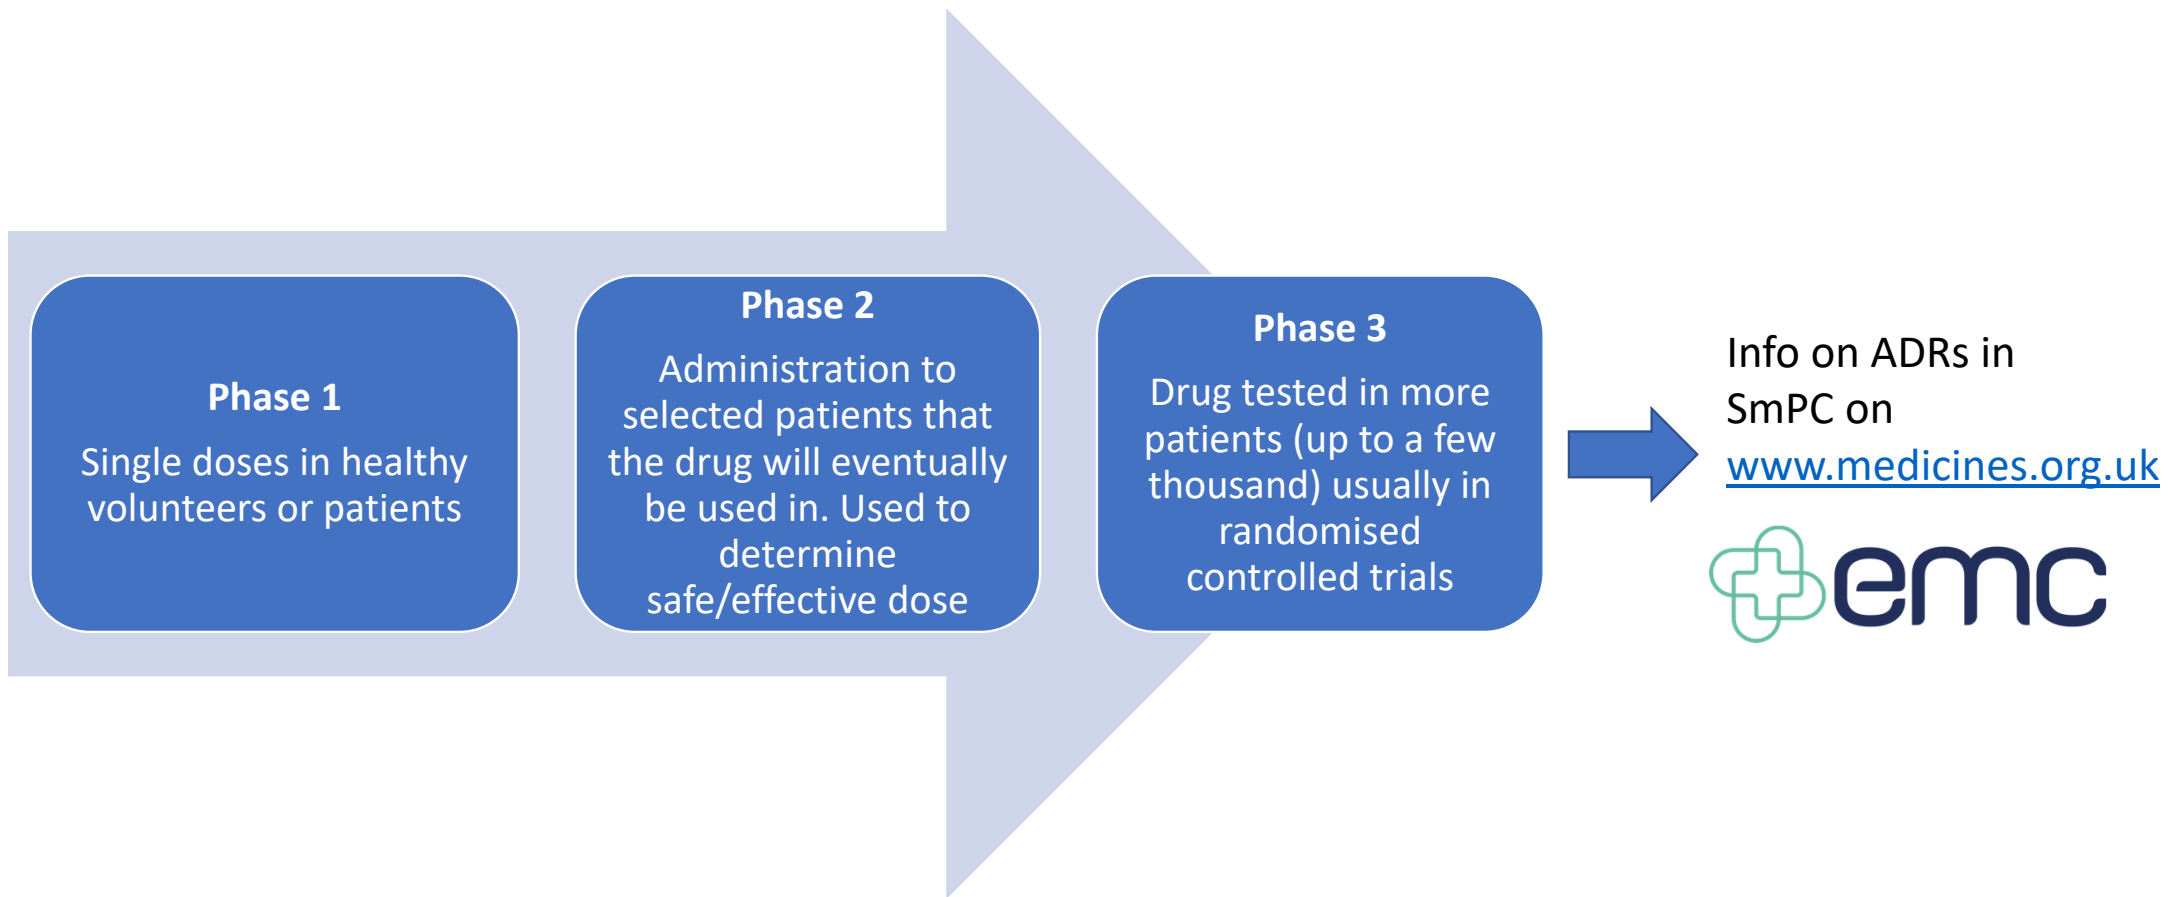 Phase 1
Single doses in healthy
volunteers or patients
Phase 2
Administration to
selected patients that
the drug will eventually
be used in. Used to
determine
safe/effective dose
Phase 3
Drug tested in more
patients (up to a few
thousand) usually in
randomised
controlled trials
Info on ADRs in
SmPC on
www.medicines.org.uk
emc